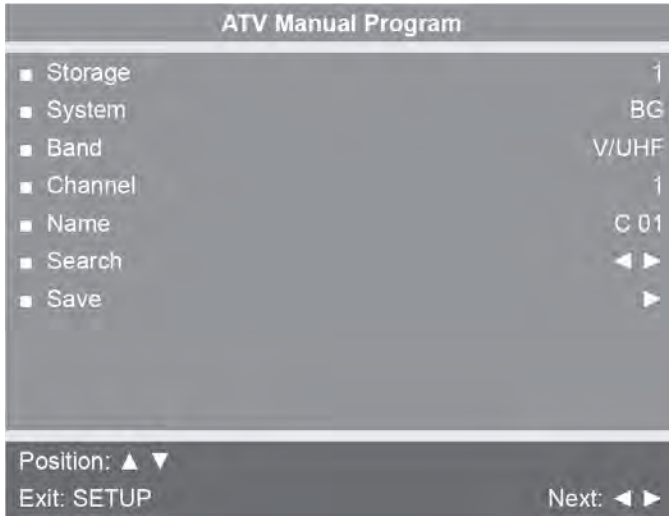 ATV Manual Program
■ Storage 1
■ System BG
■ Band V/UHF
■ Channel 1
■ Name C 01
■ Search ◄ ►
■ Save ►
Position: ▲ ▼
Exit: SETUP Next: ◄ ►